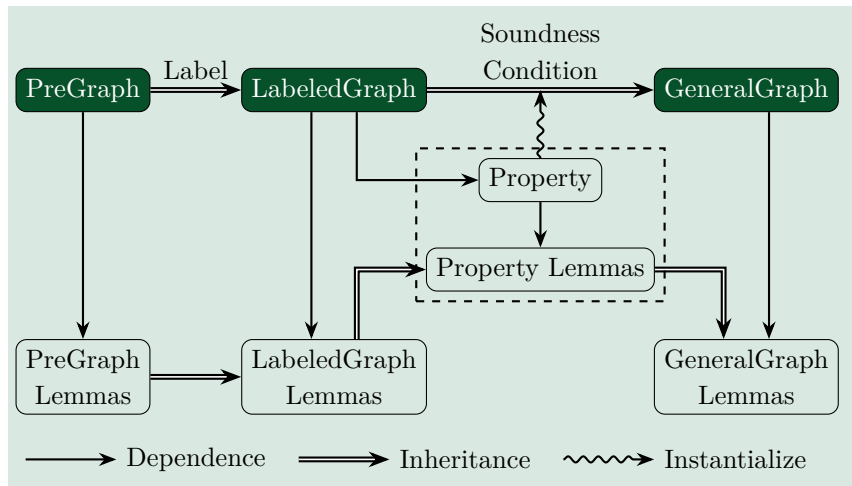 Soundness
Condition
Label
PreGraph
LabeledGraph
GeneralGraph
Property
Property Lemmas
PreGraph
Lemmas
LabeledGraph
Lemmas
GeneralGraph
Lemmas
Dependence
Inheritance
Instantialize